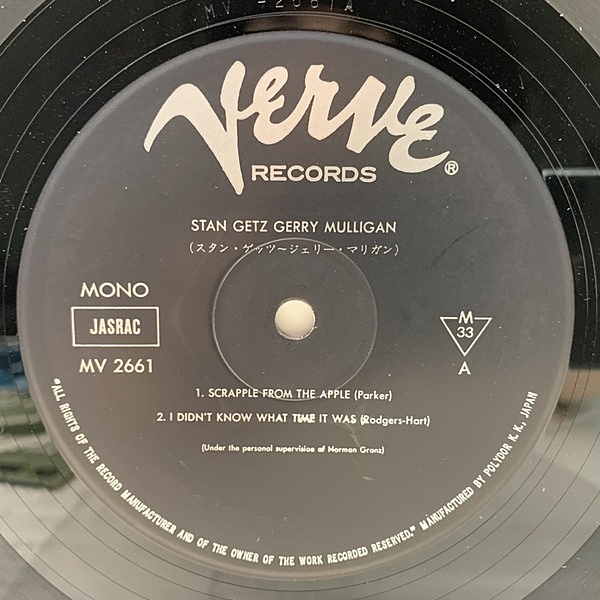 MV-2661A
Verve
RECORDS®
STAN GETZ GERRY MULLIGAN
(スタン・ゲッツ〜ジェリー・マリガン)
MONO
JASRAC
MV 2661
M
33
A
1. SCRAPPLE FROM THE APPLE (Parker)
2. I DIDN'T KNOW WHAT TIME IT WAS (Rodgers-Hart)
(Under the personal supervision of Norman Granz)
"ALL RIGHTS OF THE RECORD MANUFACTURER AND OF THE OWNER OF THE WORK RECORDED RESERVED." MANUFACTURED BY POLYDOR K.K., JAPAN